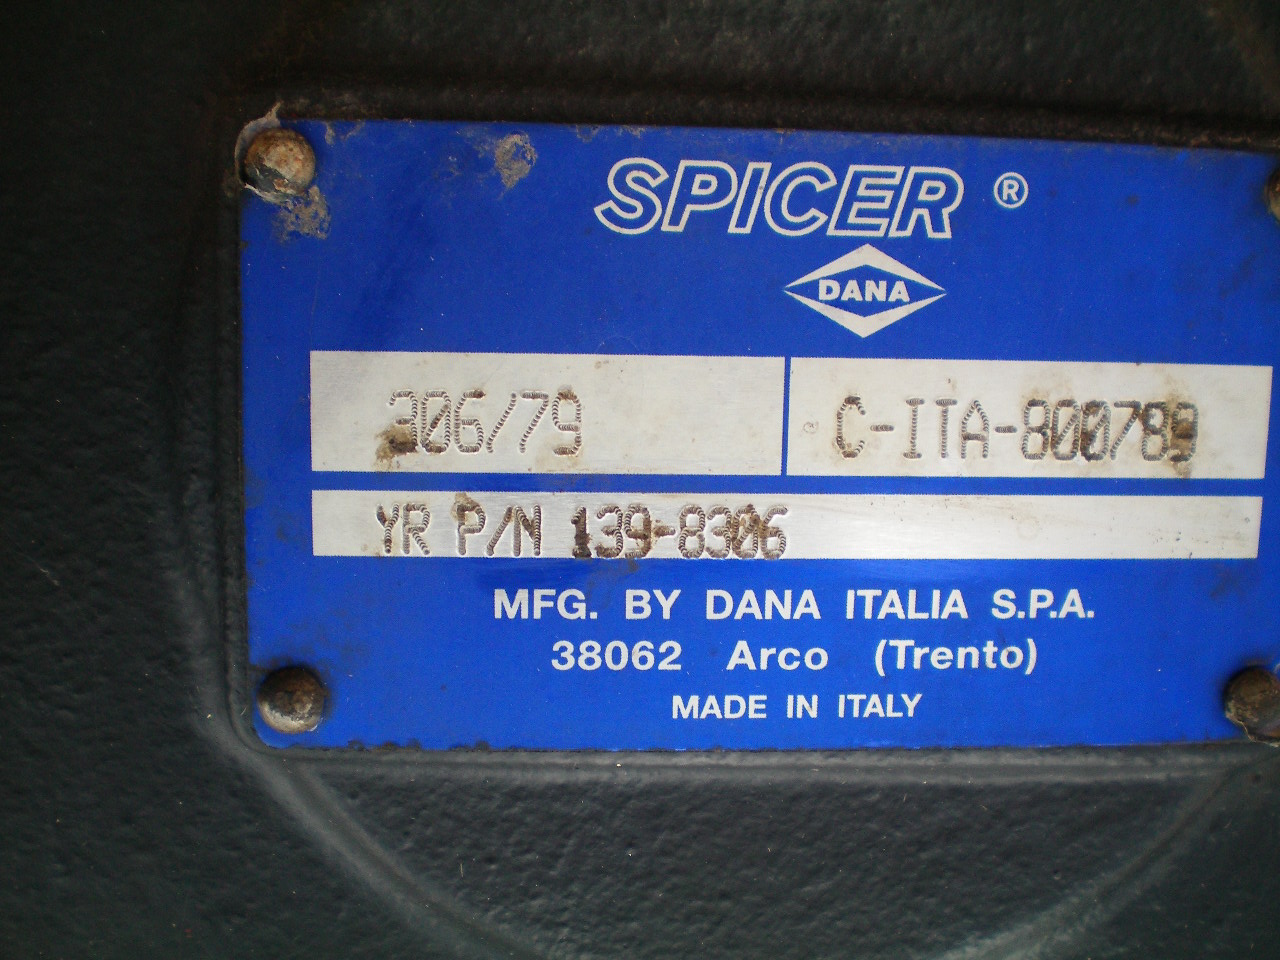 SPICER ®
DANA
306/79 C-ITA-800789
YR P/N 139-8306
MFG. BY DANA ITALIA S.P.A.
38062 Arco (Trento)
MADE IN ITALY